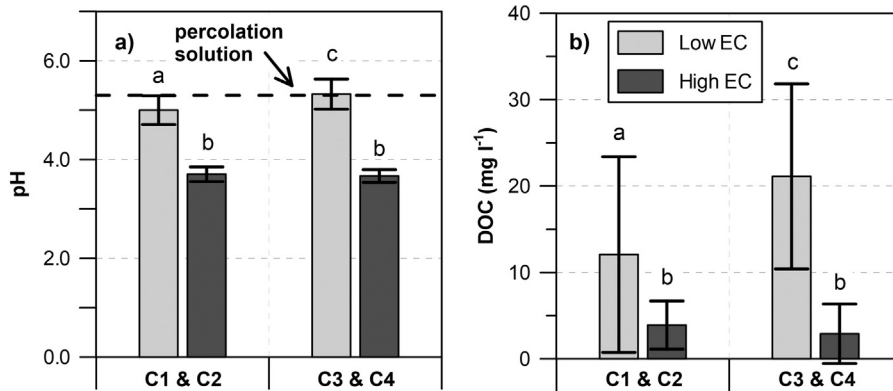 a)
percolation
solution
6.0
4.0
2.0
0.0
pH
a
b
c
b
C1 & C2
C3 & C4
b)
Low EC
High EC
40
30
20
10
0
DOC (mg l-1)
a
b
c
b
C1 & C2
C3 & C4